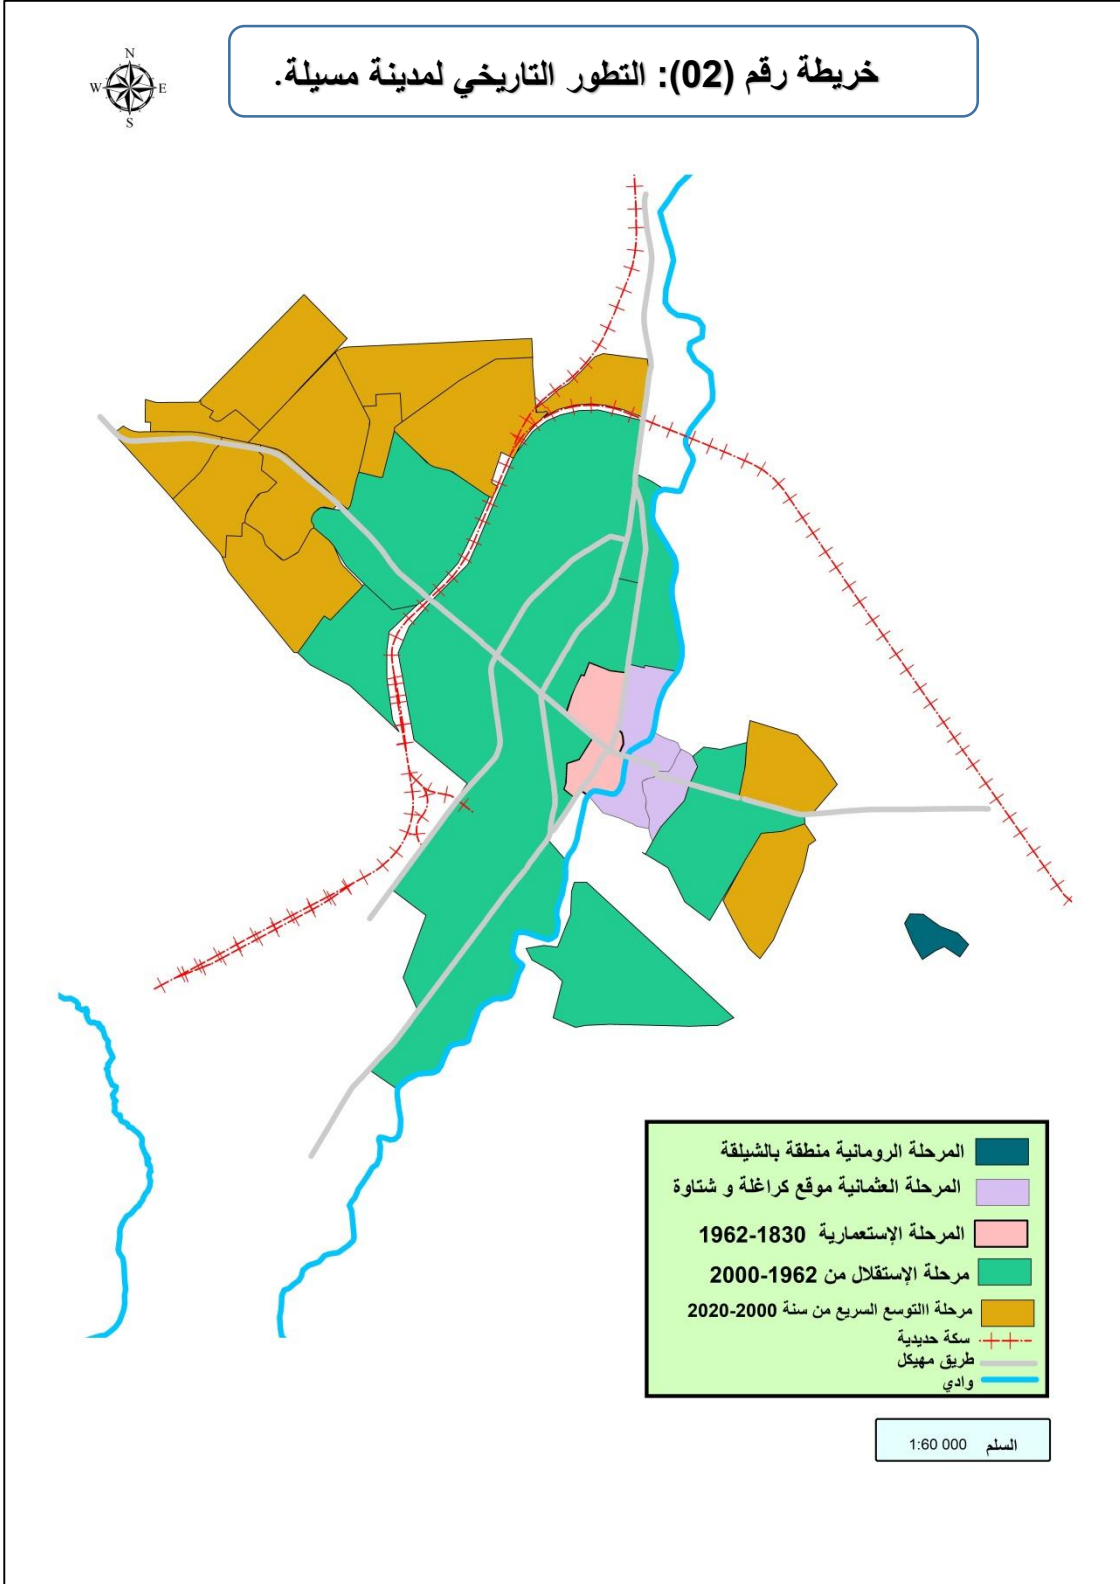 خريطة رقم (02): التطور التاريخي لمدينة مسيلة.
N
W E
S
المرحلة الرومانية منطقة بالشيلقة
المرحلة العثمانية موقع كراغلة و شتاوة
المرحلة الإستعمارية 1830-1962
مرحلة الإستقلال من 1962-2000
مرحلة االتوسع السريع من سنة 2000-2020
سكة حديدية
طريق مهيكل
وادي
السلم 1:60 000